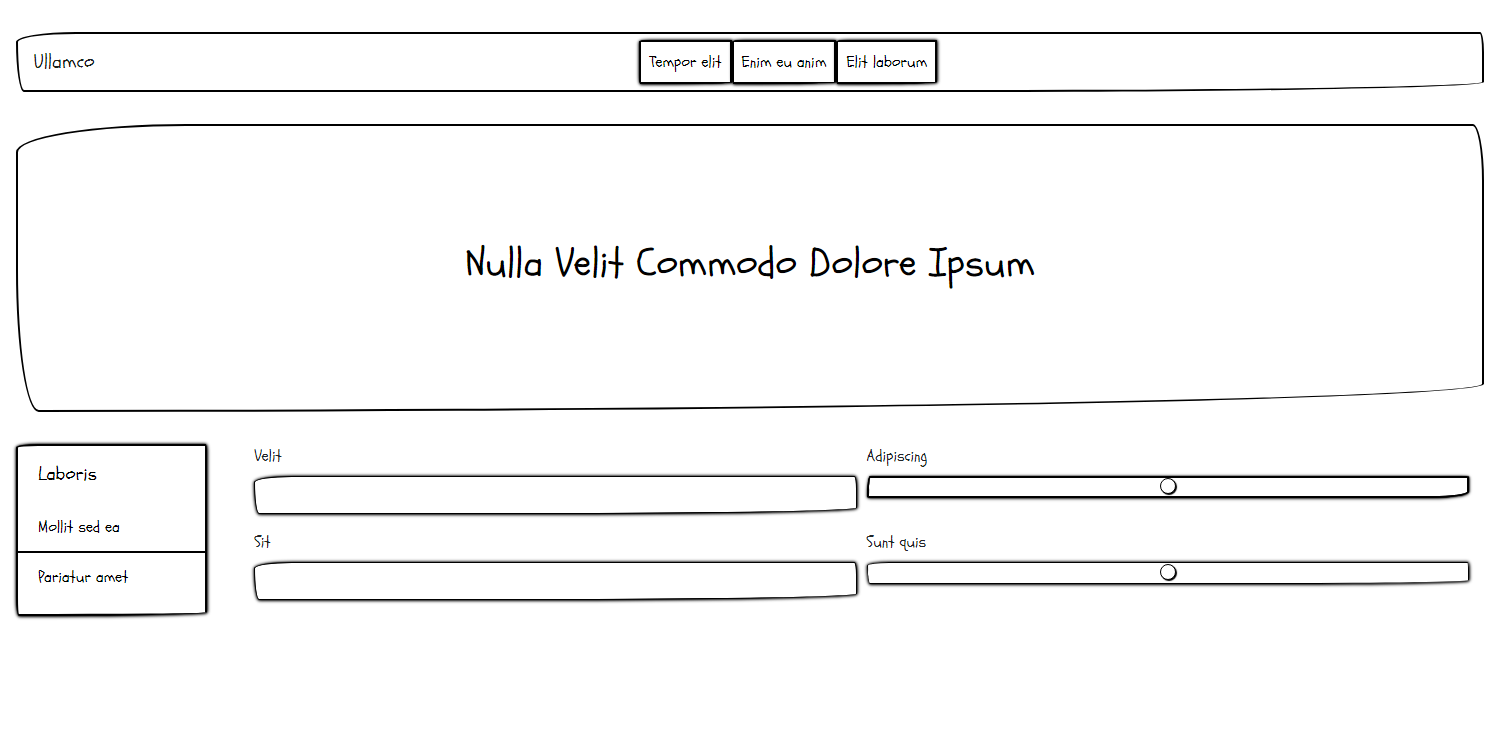 Ullamco
Tempor elit
Enim eu anim
Elit laborum
Nulla Velit Commodo Dolore Ipsum
Laboris
Mollit sed ea
Pariatur amet
Velit
Adipiscing
Sit
Sunt quis